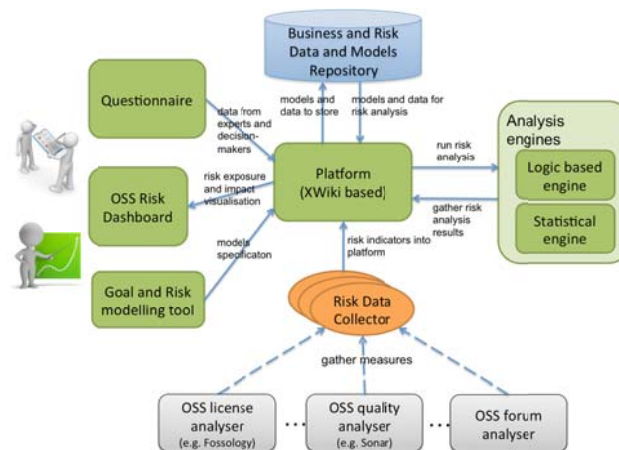 Business and Risk
Data and Models
Repository
Questionnaire
data from
experts and
decision-
makers
models and
data to store
models and data for
risk analysis
Analysis
engines
Logic based
engine
Statistical
engine
run risk
analysis
gather risk
analysis
results
Platform
(XWiki based)
OSS Risk
Dashboard
risk exposure
and impact
visualisation
Goal and Risk
modelling tool
models
specificaton
risk indicators into
platform
Risk Data
Collector
gather measures
OSS license
analyser
(e.g. Fossology)
...
OSS quality
analyser
(e.g. Sonar)
...
OSS forum
analyser